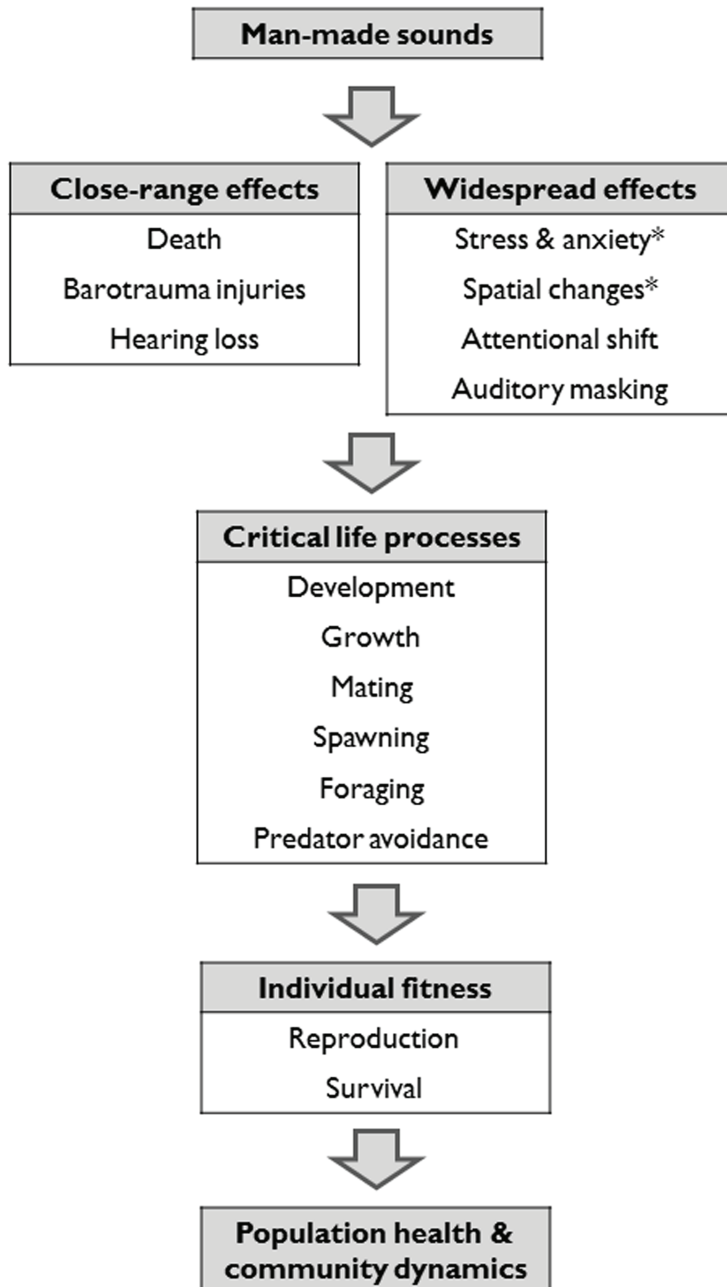 Man-made sounds
Close-range effects
Death
Barotrauma injuries
Hearing loss
Widespread effects
Stress & anxiety*
Spatial changes*
Attentional shift
Auditory masking
Critical life processes
Development
Growth
Mating
Spawning
Foraging
Predator avoidance
Individual fitness
Reproduction
Survival
Population health &
community dynamics